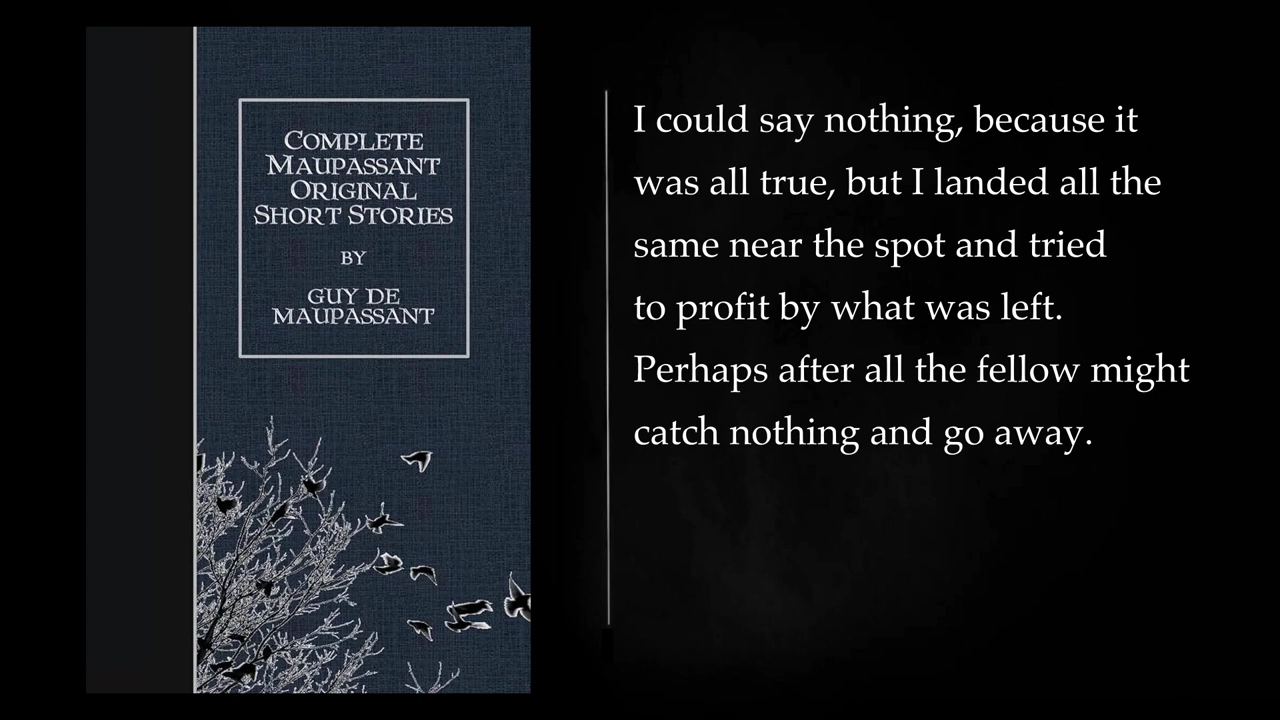 COMPLETE
MAUPASSANT
ORIGINAL
SHORT STORIES
BY
GUY DE
MAUPASSANT
I could say nothing, because it
was all true, but I landed all the
same near the spot and tried
to profit by what was left.
Perhaps after all the fellow might
catch nothing and go away.